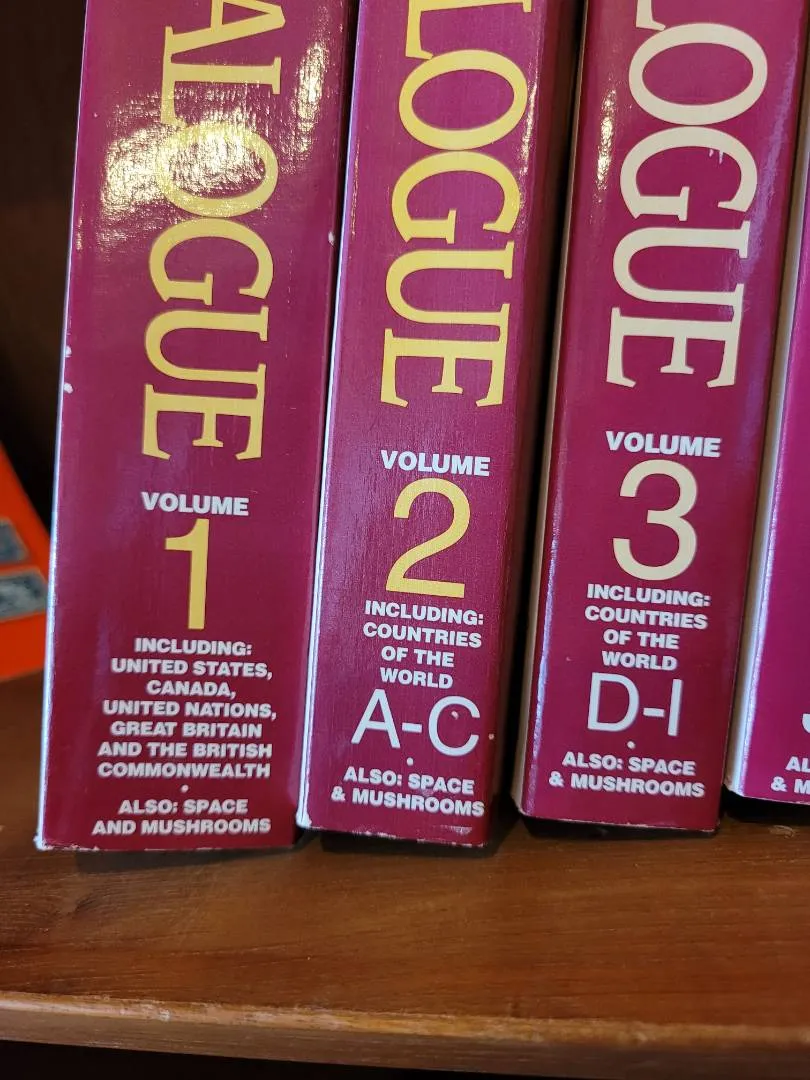 ALOGUE
VOLUME
1
INCLUDING:
UNITED STATES,
CANADA,
UNITED NATIONS,
GREAT BRITAIN
AND THE BRITISH
COMMONWEALTH
•
ALSO: SPACE
AND MUSHROOMS
LOGUE
VOLUME
2
INCLUDING:
COUNTRIES
OF THE
WORLD
A-C
•
ALSO: SPACE
& MUSHROOMS
LOGUE
VOLUME
3
INCLUDING:
COUNTRIES
OF THE
WORLD
D-I
•
ALSO: SPACE
& MUSHROOMS
AL
& M